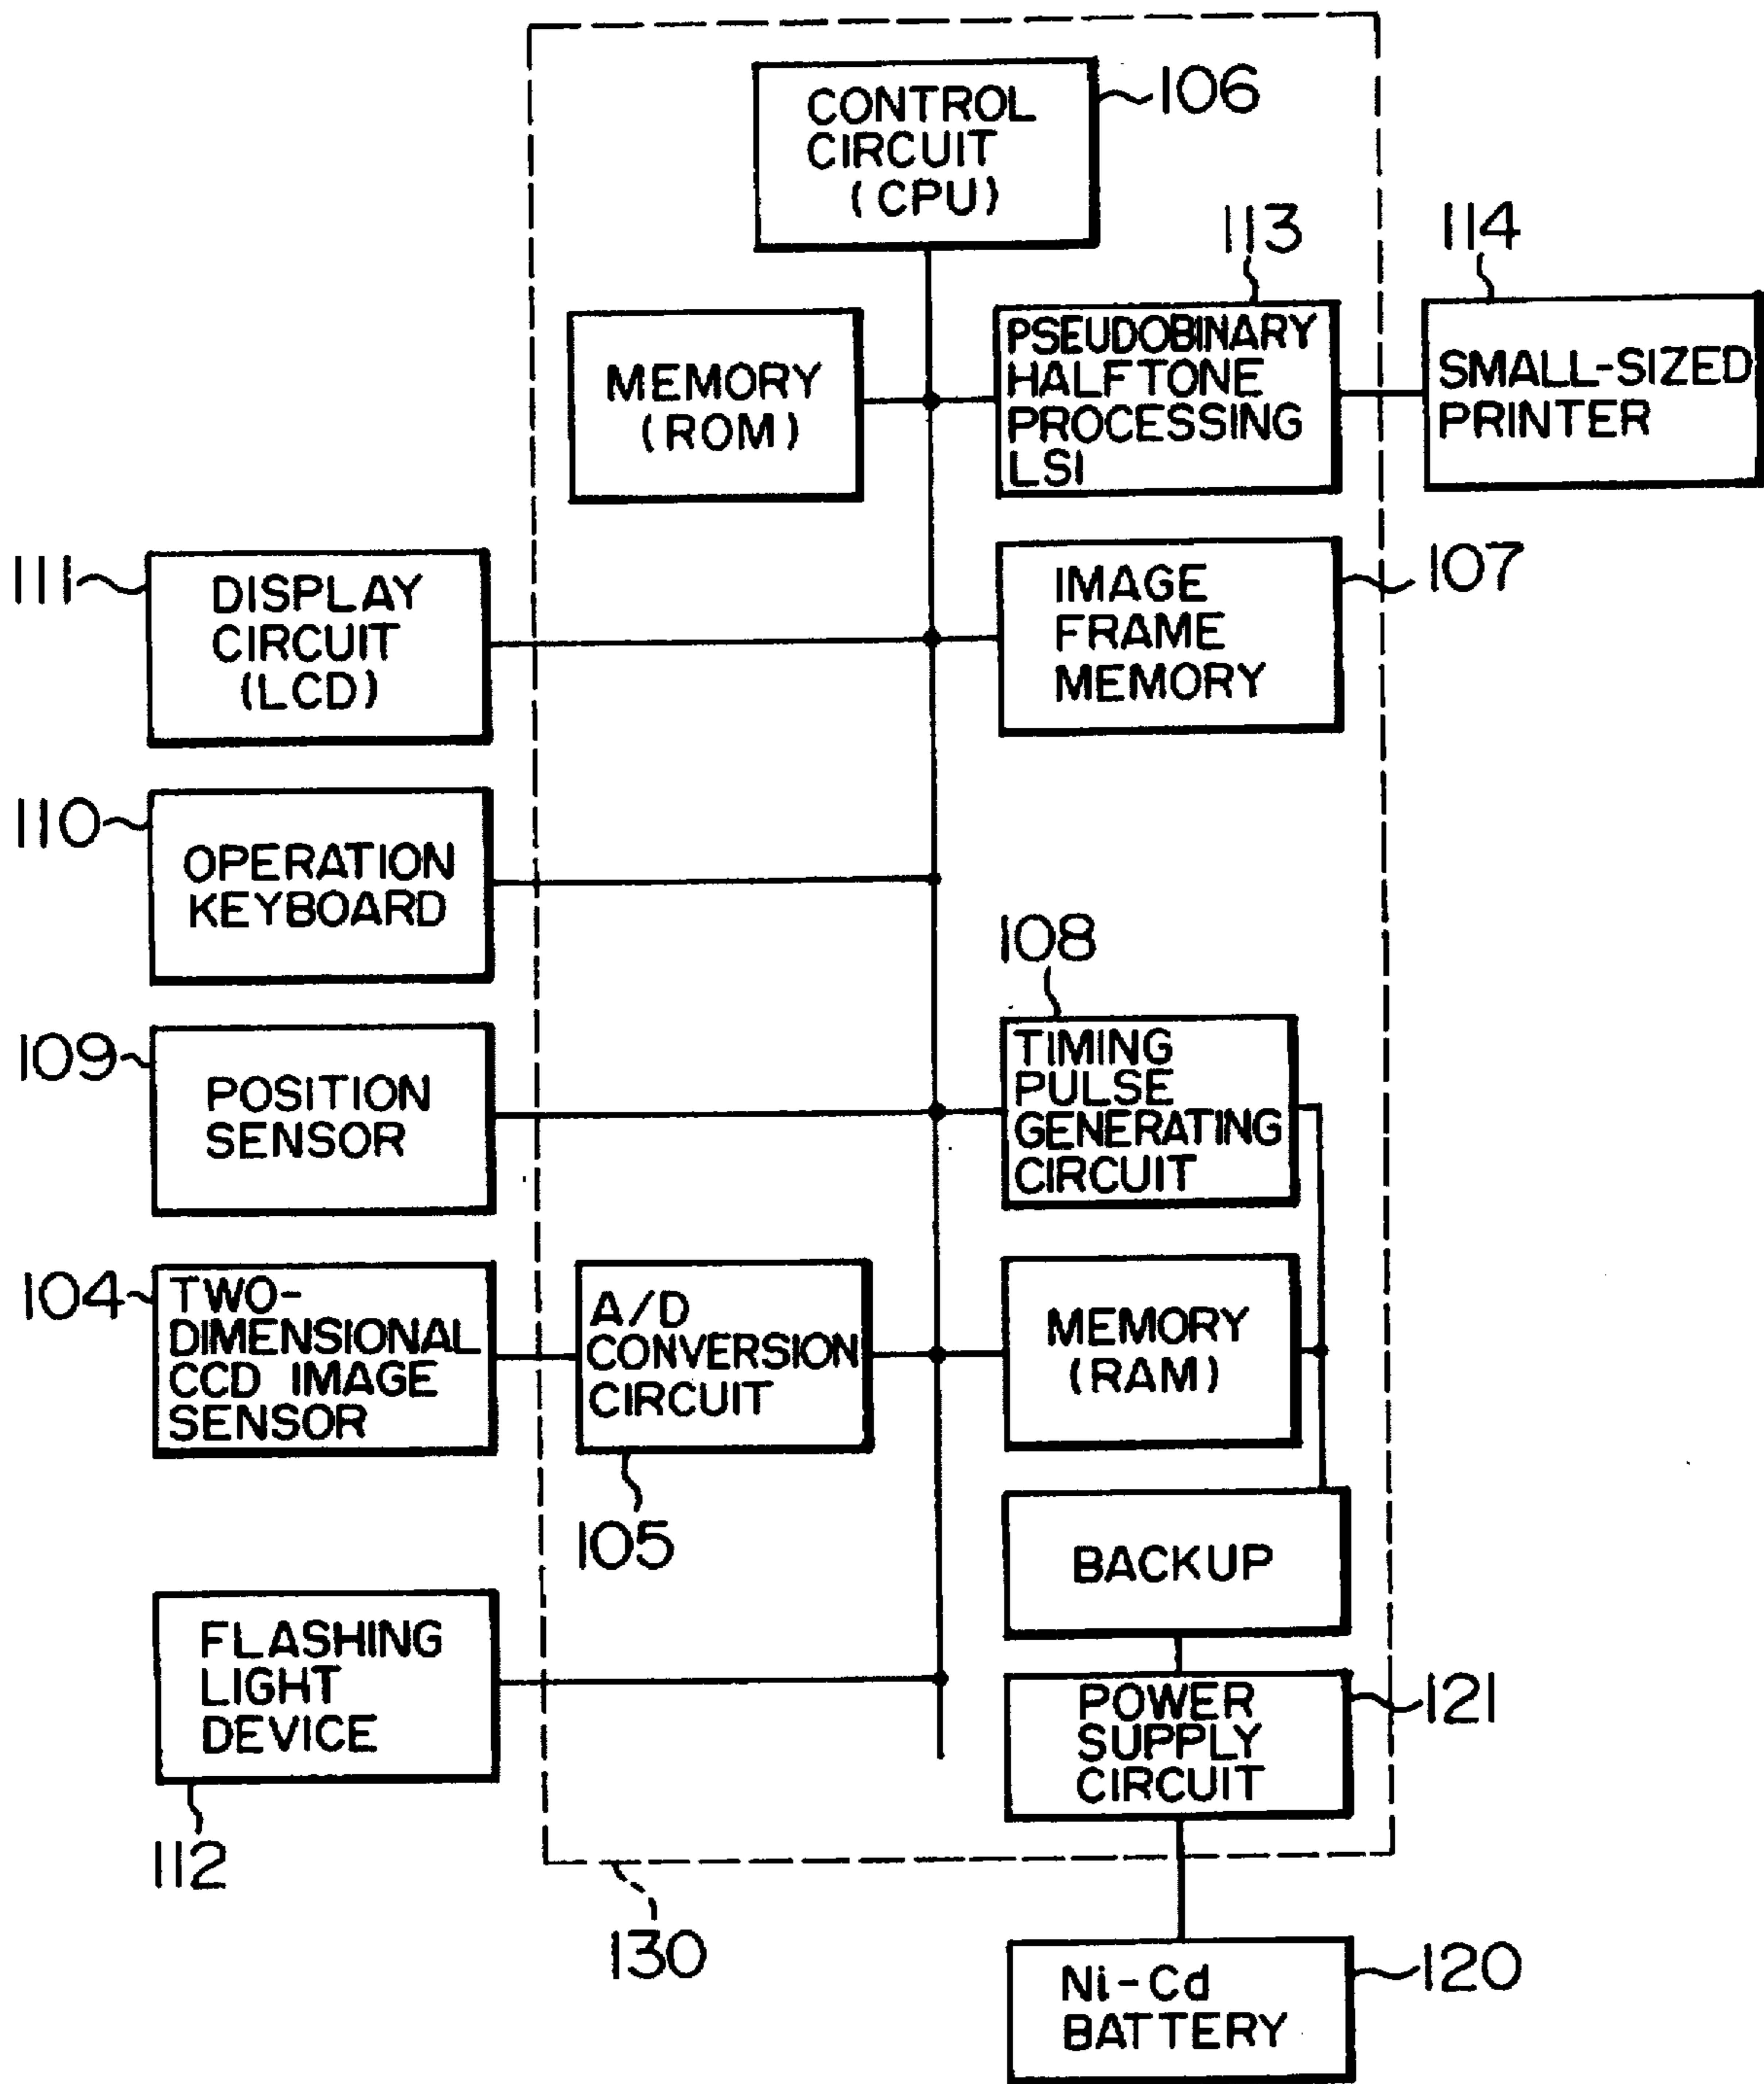 CONTROL
CIRCUIT
(CPU)
106
113
114
MEMORY
(ROM)
PSEUDOBINARY
HALFTONE
PROCESSING
LSI
SMALL-SIZED
PRINTER
111
DISPLAY
CIRCUIT
(LCD)
IMAGE
FRAME
MEMORY
107
110
OPERATION
KEYBOARD
108
109
POSITION
SENSOR
TIMING
PULSE
GENERATING
CIRCUIT
104
TWO-
DIMENSIONAL
CCD IMAGE
SENSOR
A/D
CONVERSION
CIRCUIT
105
MEMORY
(RAM)
BACKUP
FLASHING
LIGHT
DEVICE
112
POWER
SUPPLY
CIRCUIT
121
130
Ni-Cd
BATTERY
120